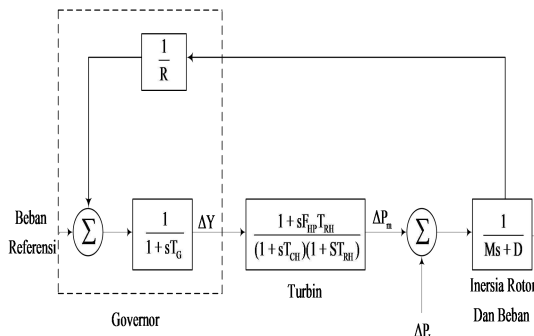 1
R
Beban
Referensi
Σ
1
1 + sT_G
ΔY
1 + sF_HP T_RH
(1 + sT_CH)(1 + ST_RH)
ΔP_m
Σ
1
Ms + D
Turbin
Inersia Rotor
Dan Beban
Governor